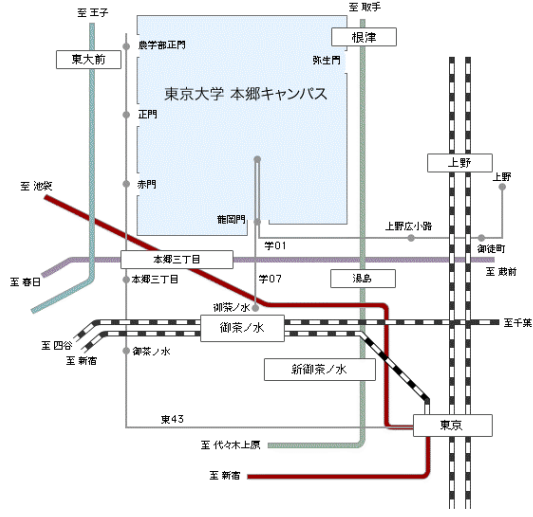 至 王子
至 取手
根津
農学部正門
東大前
弥生門
東京大学 本郷キャンパス
正門
上野
赤門
上野
至 池袋
龍岡門
上野広小路
学01
御徒町
本郷三丁目
至 春日
本郷三丁目
学07
湯島
至 蔵前
御茶ノ水
御茶ノ水
至千葉
至 四谷
御茶ノ水
至 新宿
新御茶ノ水
東43
東京
至 代々木上原
至 新宿